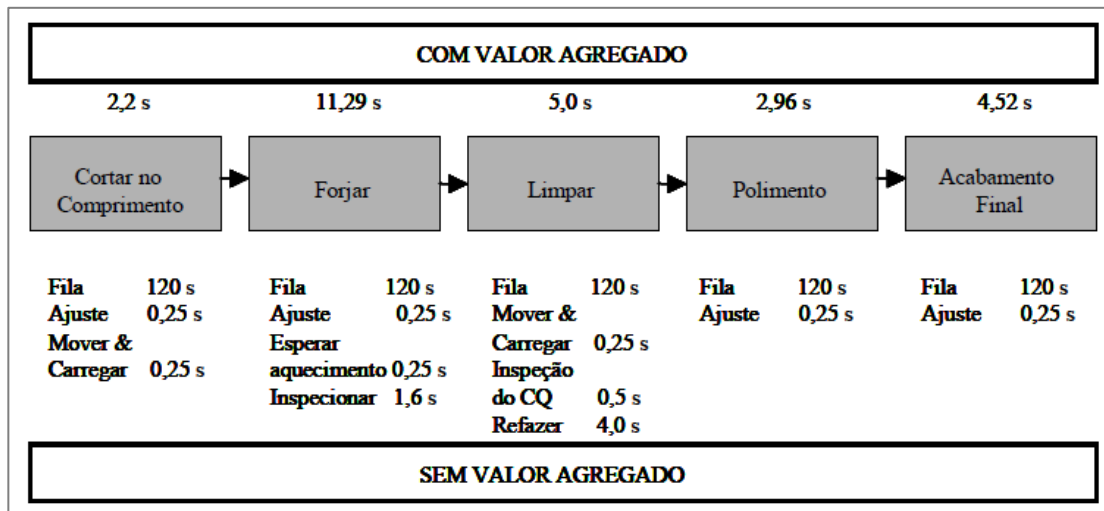 COM VALOR AGREGADO
2,2 s 11,29 s 5,0 s 2,96 s 4,52 s
Cortar no
Comprimento
Forjar
Limpar
Polimento
Acabamento
Final
Fila 120 s
Ajuste 0,25 s
Mover &
Carregar 0,25 s
Fila 120 s
Ajuste 0,25 s
Esperar
aquecimento 0,25 s
Inspecionar 1,6 s
Fila 120 s
Mover &
Carregar 0,25 s
Inspeção
do CQ 0,5 s
Refazer 4,0 s
Fila 120 s
Ajuste 0,25 s
Fila 120 s
Ajuste 0,25 s
SEM VALOR AGREGADO